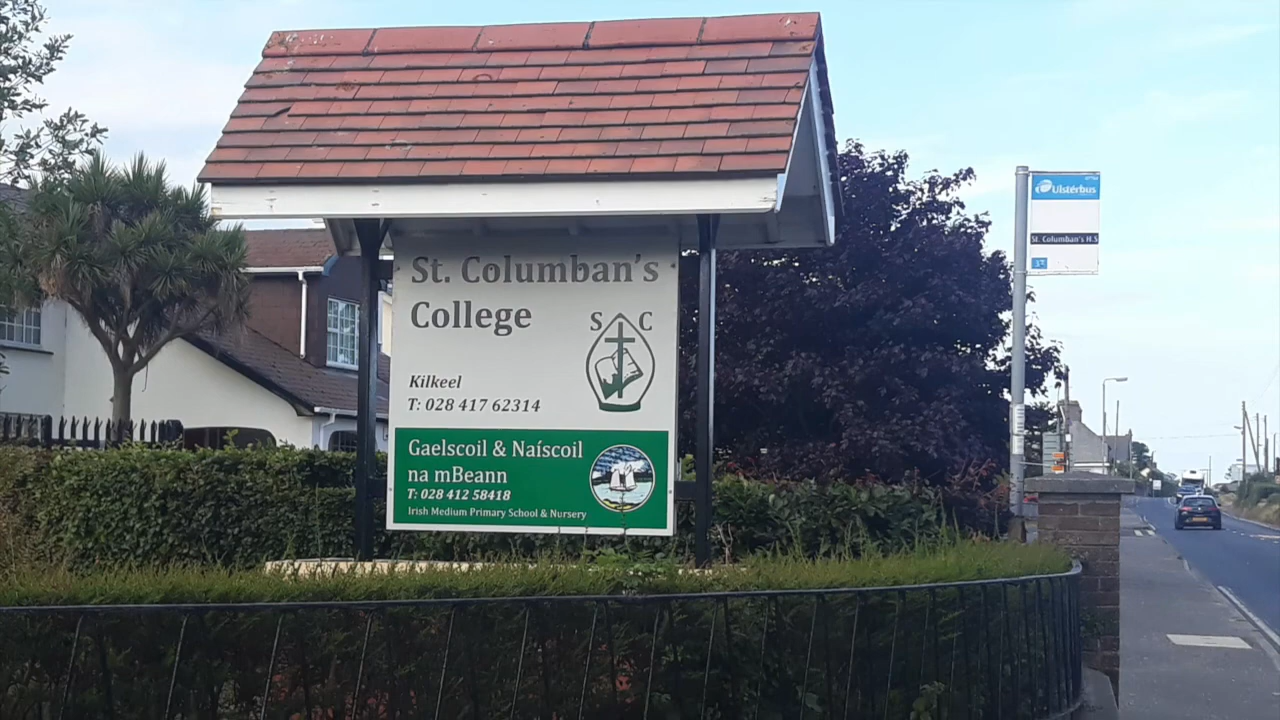 St. Columban's
College
S C
Kilkeel
T: 028 417 62314
Gaelscoil & Naíscoil
na mBeann
T: 028 412 58418
Irish Medium Primary School & Nursery
Ulsterbus
St. Columban's H.S